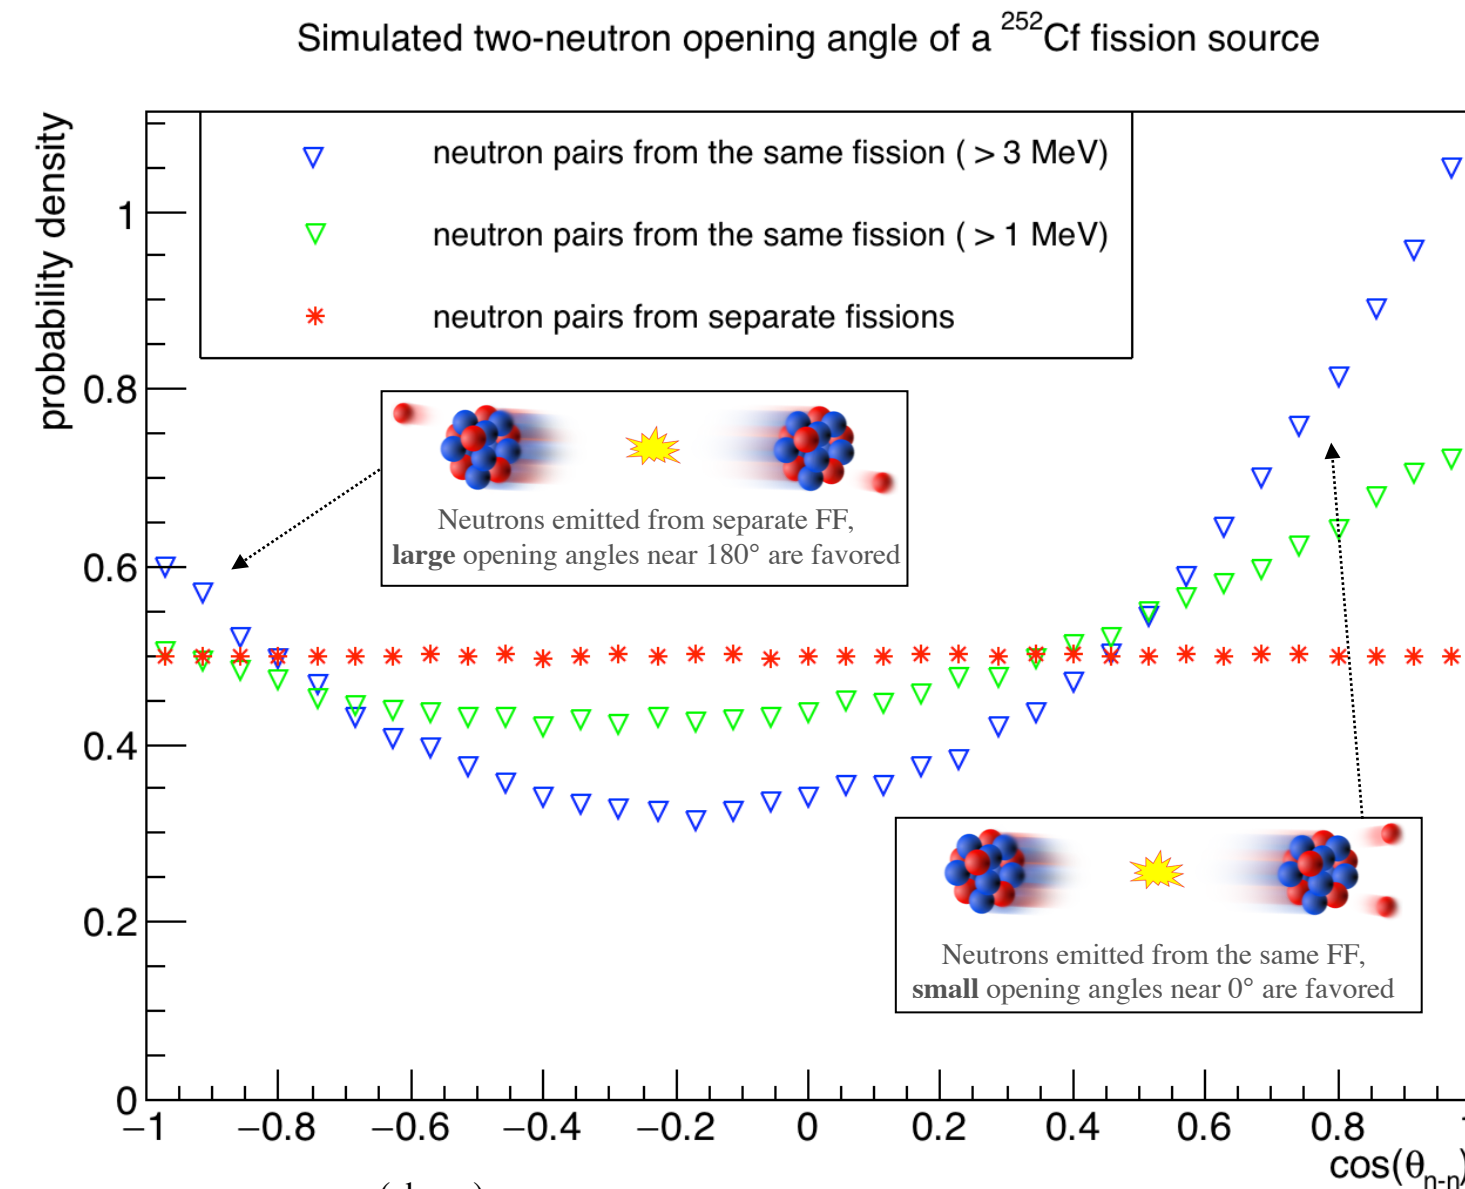 Simulated two-neutron opening angle of a ²⁵²Cf fission source
probability density
neutron pairs from the same fission ( > 3 MeV)
neutron pairs from the same fission ( > 1 MeV)
neutron pairs from separate fissions
1
0.8
0.6
0.4
0.2
0
Neutrons emitted from separate FF,
large opening angles near 180° are favored
Neutrons emitted from the same FF,
small opening angles near 0° are favored
−1 −0.8 −0.6 −0.4 −0.2 0 0.2 0.4 0.6 0.8
cos(θn-n)